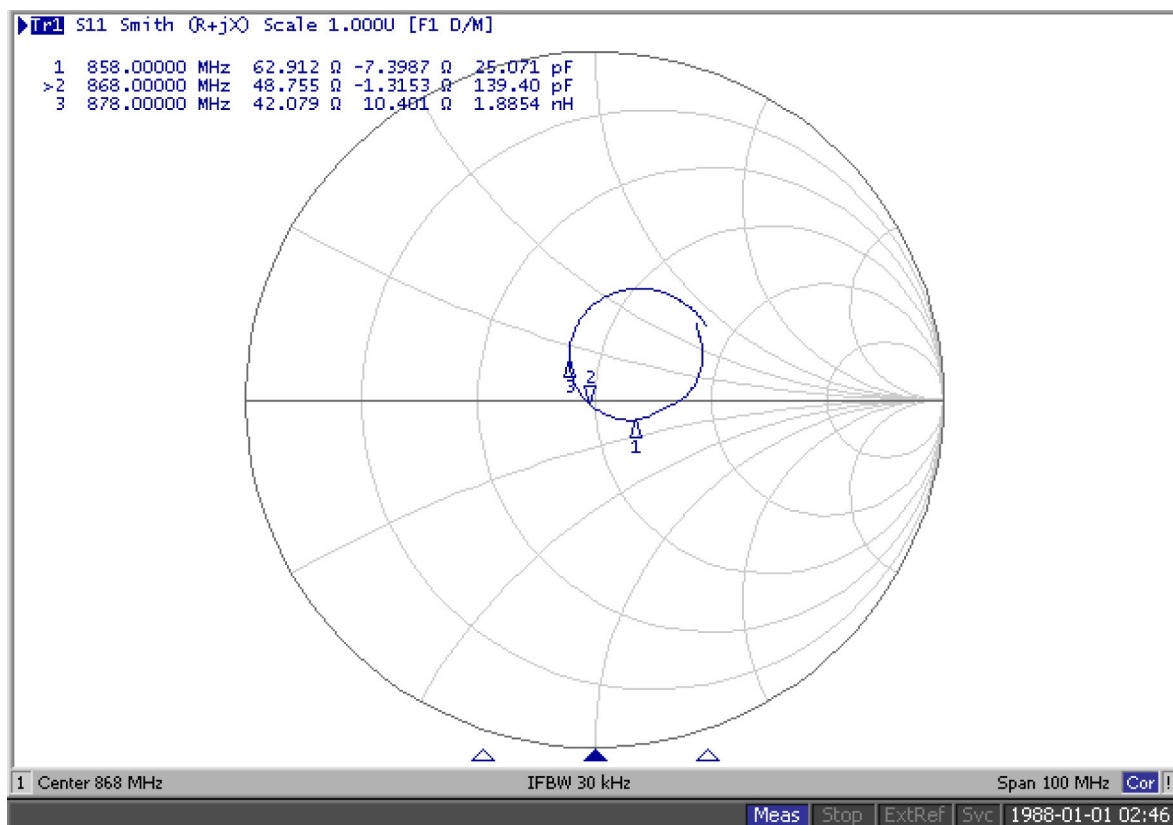 Tr1 S11 Smith (R+jX) Scale 1.000U [F1 D/M]
1 858.00000 MHz 62.912 Ω -7.3987 Ω 25.071 pF
>2 868.00000 MHz 48.755 Ω -1.3153 Ω 139.40 pF
3 878.00000 MHz 42.079 Ω 10.401 Ω 1.8854 nH
2
3
1
1 Center 868 MHz IFBW 30 kHz Span 100 MHz Cor !
Meas Stop ExtRef Svc 1988-01-01 02:46